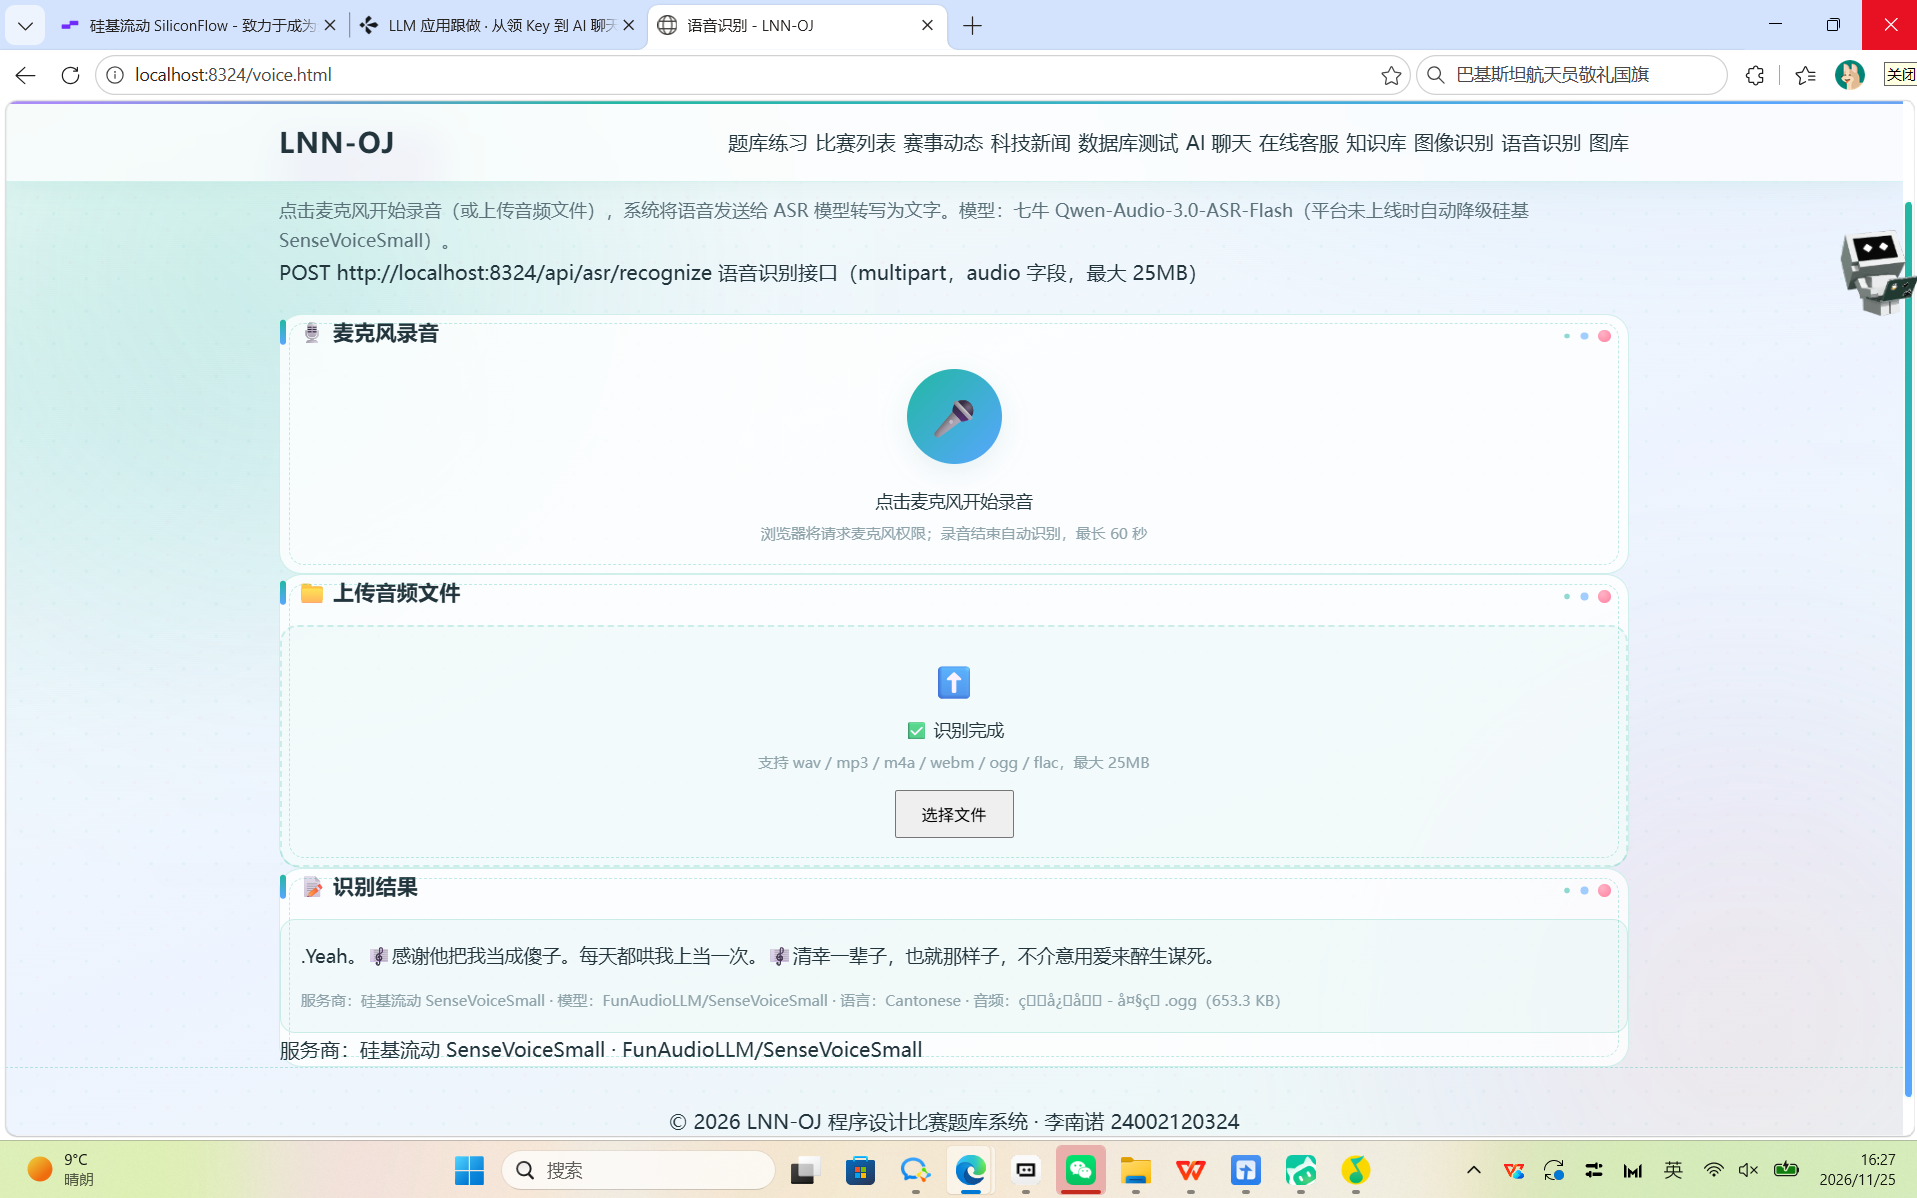 硅基流动 SiliconFlow - 致力于成为
LLM 应用跟做 · 从领 Key 到 AI 聊天
语音识别 - LNN-OJ
localhost:8324/voice.html
巴基斯坦航天员敬礼国旗
关闭
LNN-OJ
题库练习 比赛列表 赛事动态 科技新闻 数据库测试 AI 聊天 在线客服 知识库 图像识别 语音识别 图库
点击麦克风开始录音（或上传音频文件），系统将语音发送给 ASR 模型转写为文字。模型：七牛 Qwen-Audio-3.0-ASR-Flash（平台未上线时自动降级硅基
SenseVoiceSmall）。
POST http://localhost:8324/api/asr/recognize 语音识别接口（multipart，audio 字段，最大 25MB）
麦克风录音
点击麦克风开始录音
浏览器将请求麦克风权限；录音结束自动识别，最长 60 秒
上传音频文件
✅ 识别完成
支持 wav / mp3 / m4a / webm / ogg / flac，最大 25MB
选择文件
识别结果
.Yeah。🎼感谢他把我当成傻子。每天都哄我上当一次。🎼清幸一辈子，也就那样子，不介意用爱来醉生谋死。
服务商：硅基流动 SenseVoiceSmall · 模型：FunAudioLLM/SenseVoiceSmall · 语言：Cantonese · 音频： .ogg（653.3 KB）
服务商：硅基流动 SenseVoiceSmall · FunAudioLLM/SenseVoiceSmall
© 2026 LNN-OJ 程序设计比赛题库系统 · 李南诺 24002120324
9°C
晴朗
搜索
英
16:27
2026/11/25